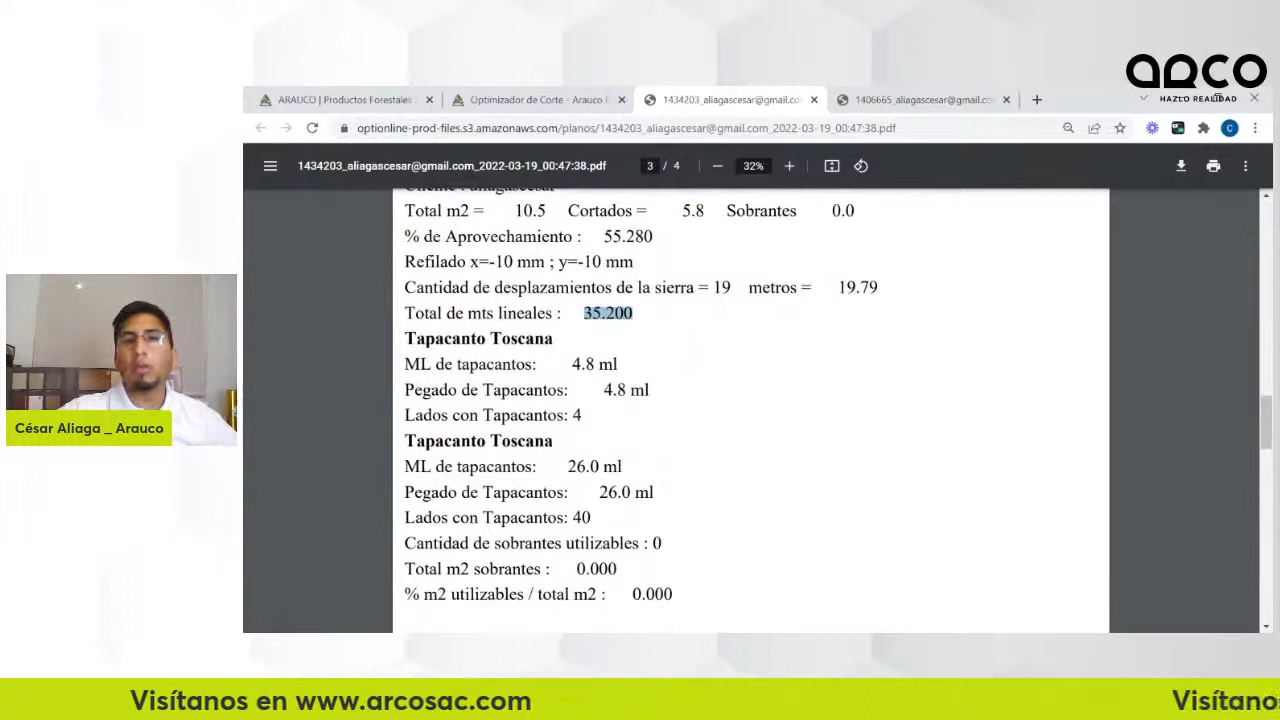 ARCO
HAZLO REALIDAD
ARAUCO | Productos Forestales
Optimizador de Corte - Arauco
1434203_aliagascesar@gmail.co
1406665_aliagascesar@gmail.co
optionline-prod-files.s3.amazonaws.com/planos/1434203_aliagascesar@gmail.com_2022-03-19_00:47:38.pdf
C
1434203_aliagascesar@gmail.com_2022-03-19_00:47:38.pdf
3 / 4
32%
Cliente : aliagascesar
Total m2 = 10.5 Cortados = 5.8 Sobrantes 0.0
% de Aprovechamiento : 55.280
Refilado x=-10 mm ; y=-10 mm
Cantidad de desplazamientos de la sierra = 19 metros = 19.79
Total de mts lineales : 35.200
Tapacanto Toscana
ML de tapacantos: 4.8 ml
Pegado de Tapacantos: 4.8 ml
Lados con Tapacantos: 4
Tapacanto Toscana
ML de tapacantos: 26.0 ml
Pegado de Tapacantos: 26.0 ml
Lados con Tapacantos: 40
Cantidad de sobrantes utilizables : 0
Total m2 sobrantes : 0.000
% m2 utilizables / total m2 : 0.000
César Aliaga _ Arauco
Visítanos en www.arcosac.com
Visítano